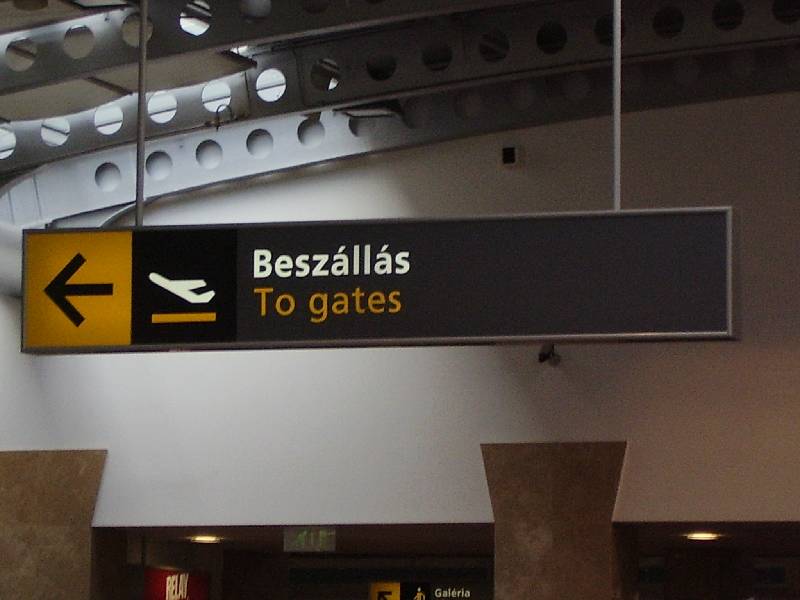 Beszállás
To gates
RELAY
Galéria